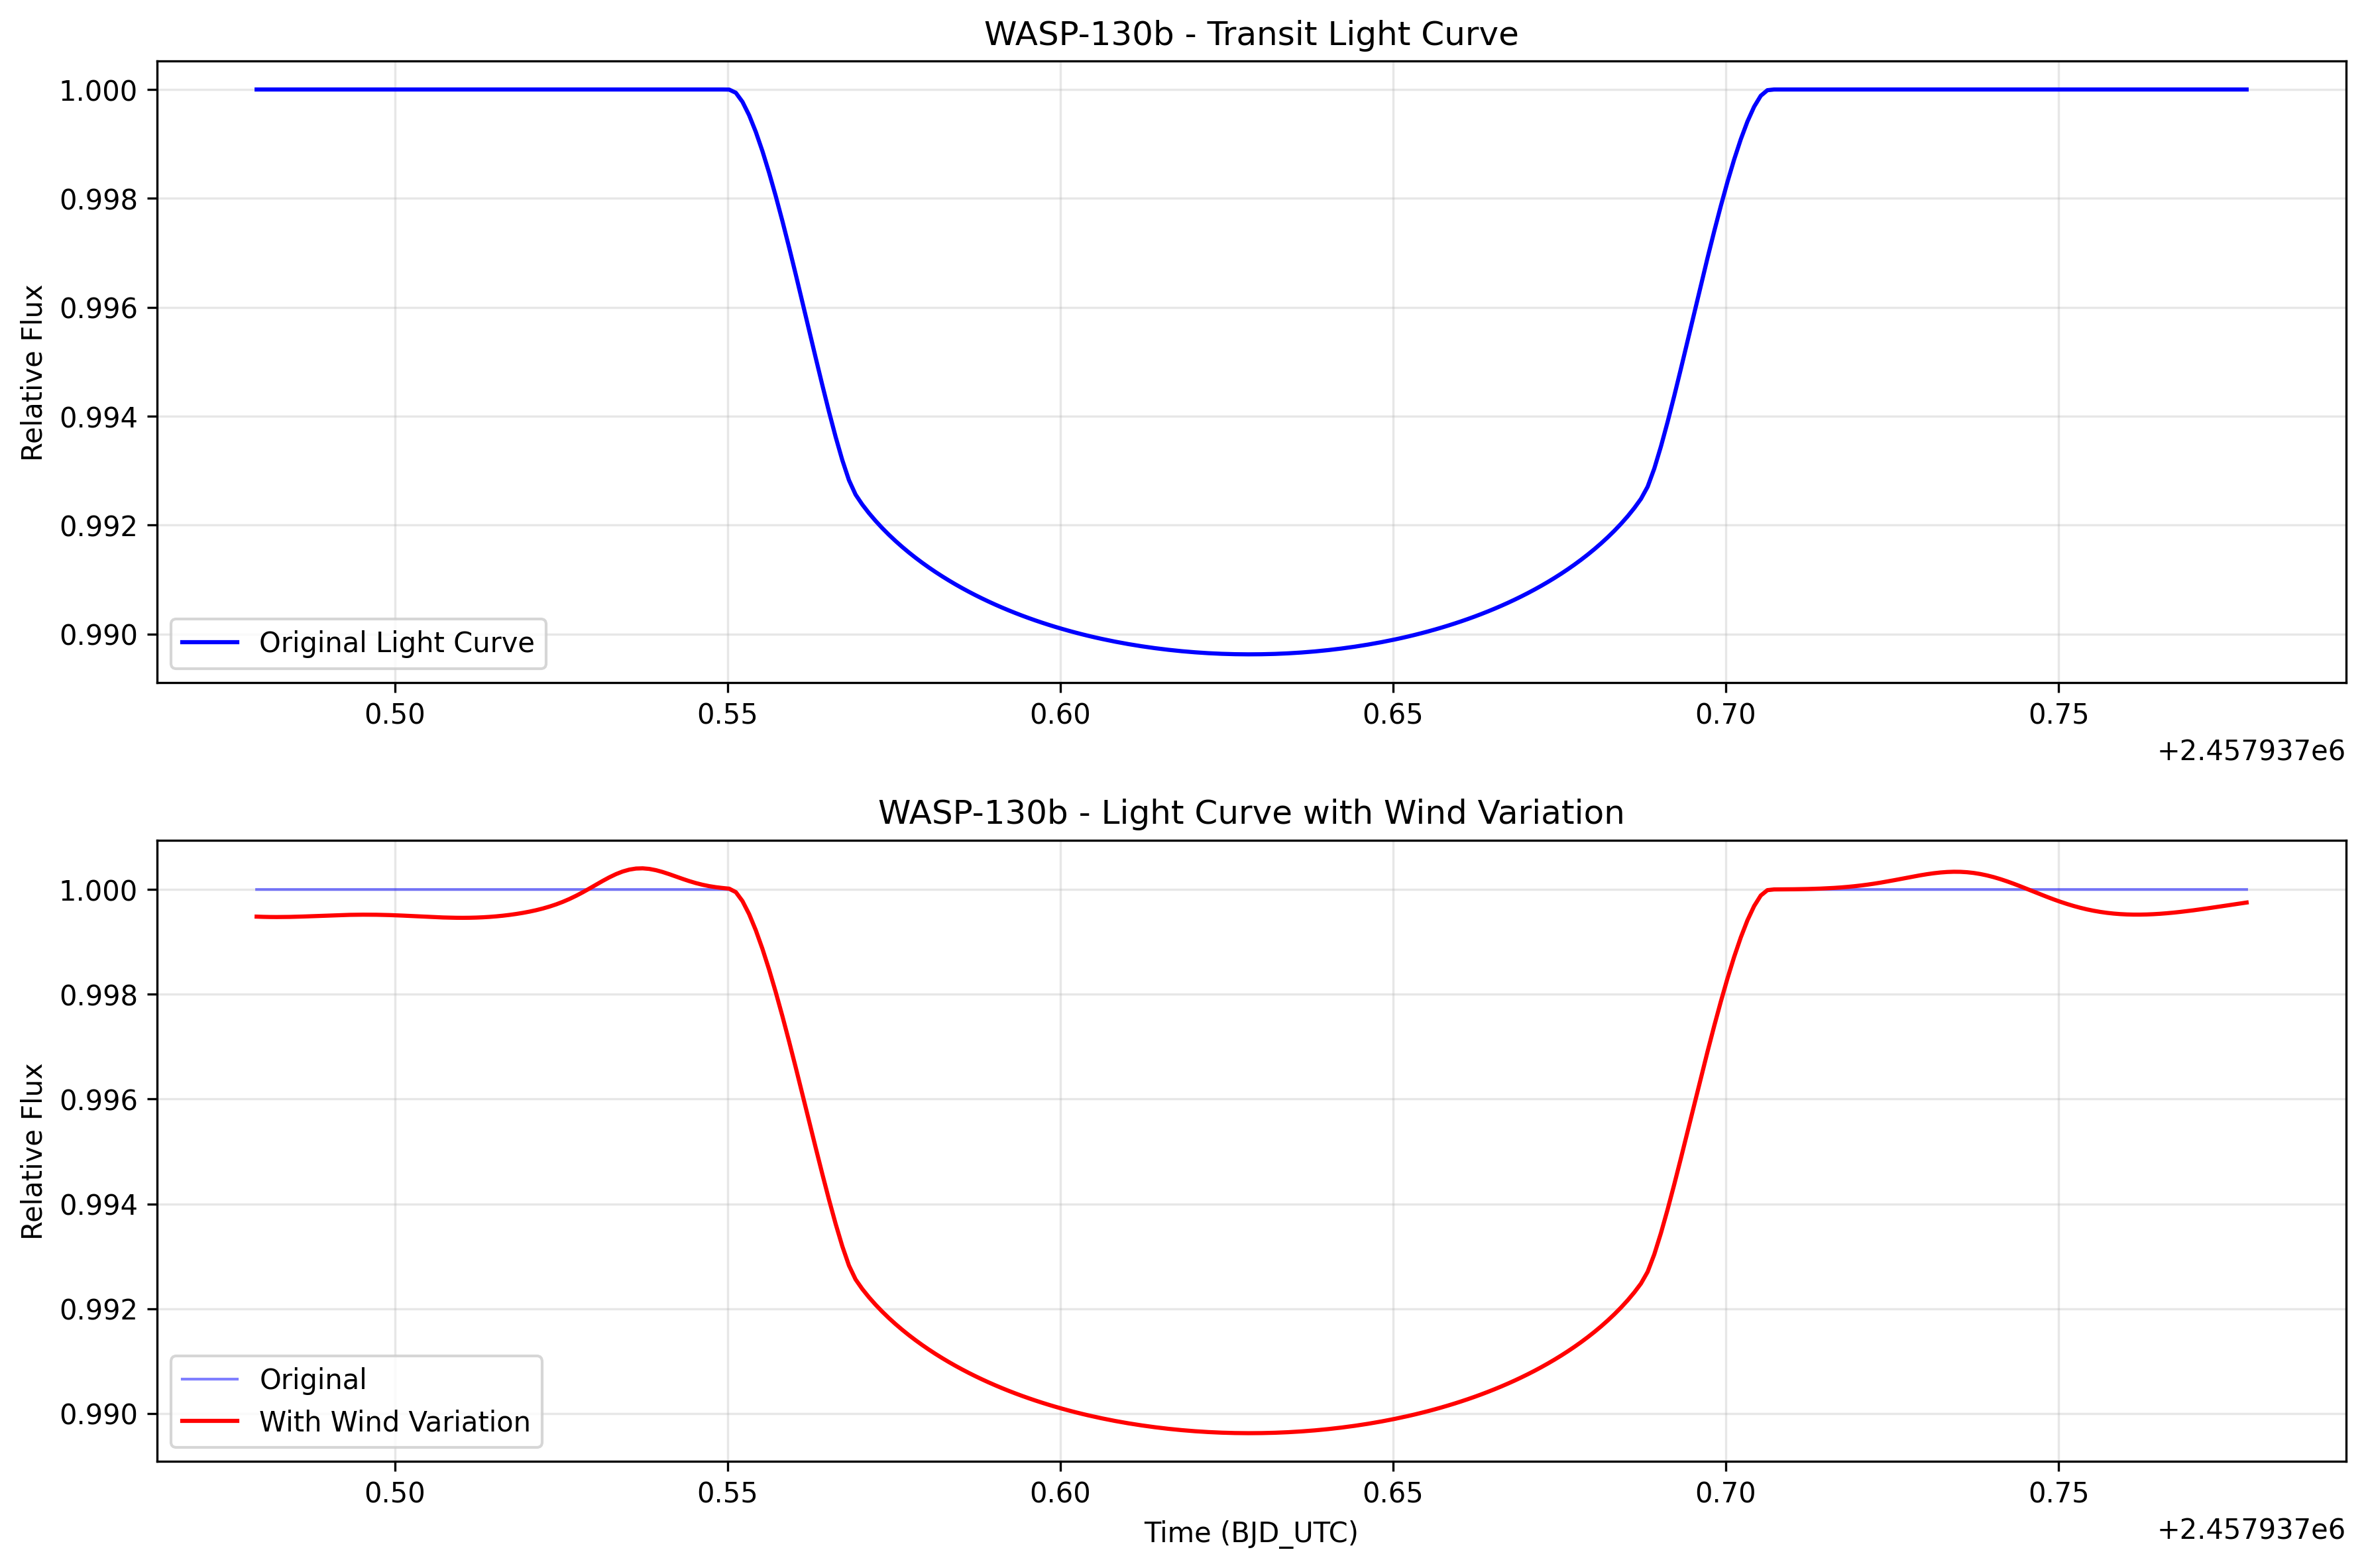 WASP-130b - Transit Light Curve
Relative Flux
1.000
0.998
0.996
0.994
0.992
0.990
Original Light Curve
0.50 0.55 0.60 0.65 0.70 0.75
+2.457937e6
WASP-130b - Light Curve with Wind Variation
Relative Flux
1.000
0.998
0.996
0.994
0.992
0.990
Original
With Wind Variation
0.50 0.55 0.60 0.65 0.70 0.75
Time (BJD_UTC)
+2.457937e6